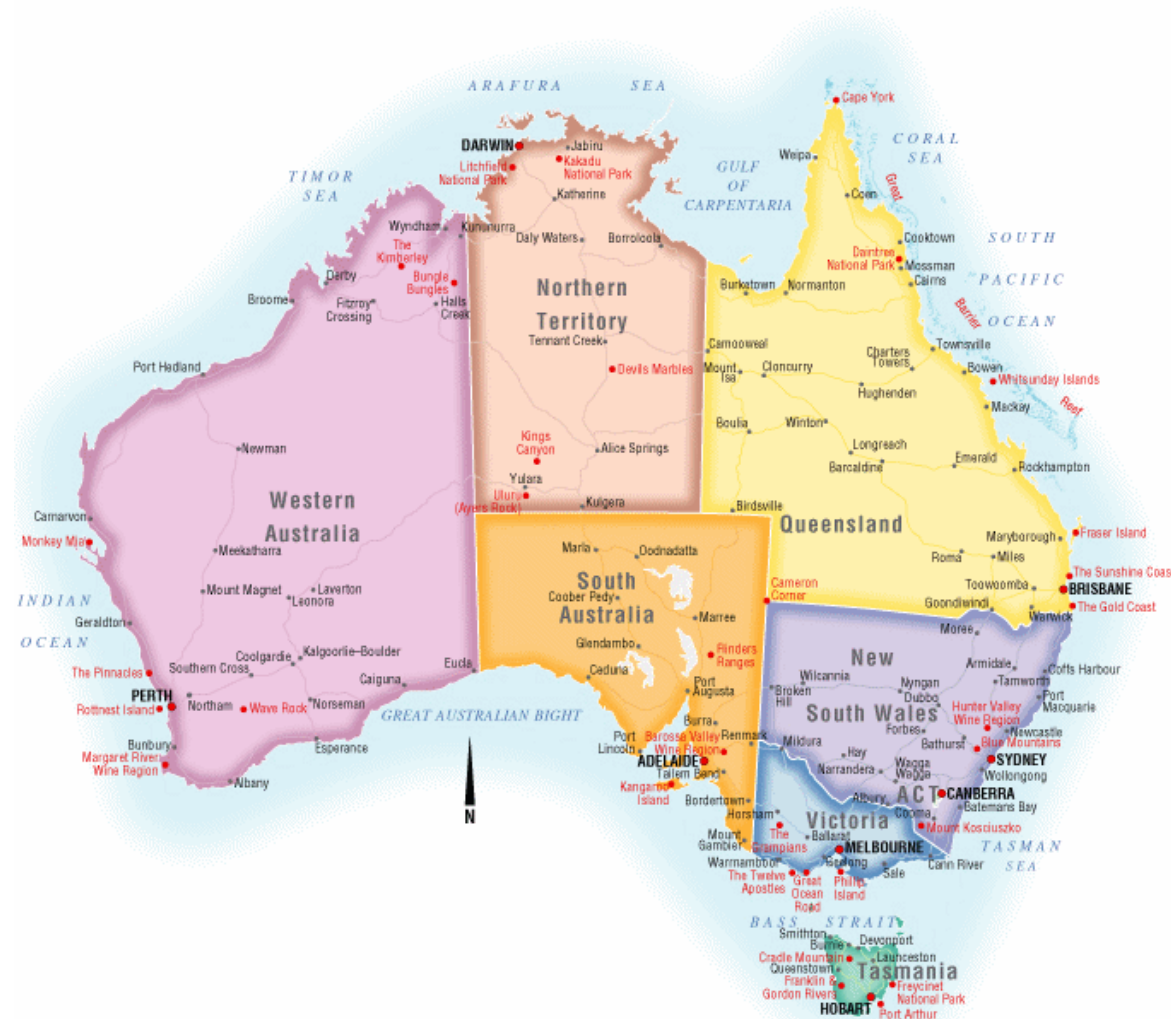 ARAFURA SEA
Cape York
CORAL
SEA
DARWIN
Jabiru
Litchfield
National Park
Kakadu
National Park
Katherine
TIMOR
SEA
GULF
OF
CARPENTARIA
Weipa
Coen
Great
Barrier
Reef
Wyndham
Kununurra
The
Kimberley
Bungle
Bungles
Derby
Broome
Fitzroy
Crossing
Halls
Creek
Daly Waters
Borroloola
Northern
Territory
Tennant Creek
Devils Marbles
Cooktown
Daintree
National Park
Mossman
Cairns
SOUTH
PACIFIC
OCEAN
Burketown
Normanton
Camooweal
Mount
Isa
Cloncurry
Charters
Towers
Townsville
Bowen
Whitsunday Islands
Hughenden
Mackay
Port Hedland
Newman
Kings
Canyon
Alice Springs
Yulara
Uluru
(Ayers Rock)
Kulgera
Boulia
Winton
Longreach
Barcaldine
Emerald
Rockhampton
Birdsville
Queensland
Western
Australia
Carnarvon
Monkey Mia
Meekatharra
Mount Magnet
Laverton
Leonora
INDIAN
OCEAN
Geraldton
Marla
Oodnadatta
South
Australia
Coober Pedy
Marree
Glendambo
Ceduna
Flinders
Ranges
Cameron
Corner
Maryborough
Fraser Island
Roma
Miles
The Sunshine Coas
Toowoomba
BRISBANE
Goondiwindi
The Gold Coast
Warwick
The Pinnacles
Southern Cross
Coolgardie
Kalgoorlie–Boulder
Eucla
Caiguna
PERTH
Rottnest Island
Northam
Wave Rock
Norseman
Esperance
Bunbury
Margaret River
Wine Region
Albany
GREAT AUSTRALIAN BIGHT
N
Port
Augusta
Burra
Port
Lincoln
Barossa Valley
Wine Region
Renmark
ADELAIDE
Tailem Bend
Kangaroo
Island
Bordertown
Mount
Gambier
Moree
New
South Wales
Armidale
Coffs Harbour
Tamworth
Wilcannia
Broken
Hill
Nyngan
Dubbo
Port
Macquarie
Hunter Valley
Wine Region
Forbes
Bathurst
Newcastle
Blue Mountains
Mildura
Hay
Narrandera
Wagga
Wagga
SYDNEY
Wollongong
ACT
CANBERRA
Albury
Cooma
Batemans Bay
Mount Kosciuszko
Horsham
Victoria
The
Grampians
Ballarat
MELBOURNE
Warrnambool
Geelong
Cann River
Sale
The Twelve
Apostles
Great
Ocean
Road
Phillip
Island
TASMAN
SEA
BASS STRAIT
Smithton
Burnie
Devonport
Cradle Mountain
Launceston
Queenstown
Tasmania
Franklin &
Gordon Rivers
Freycinet
National Park
HOBART
Port Arthur